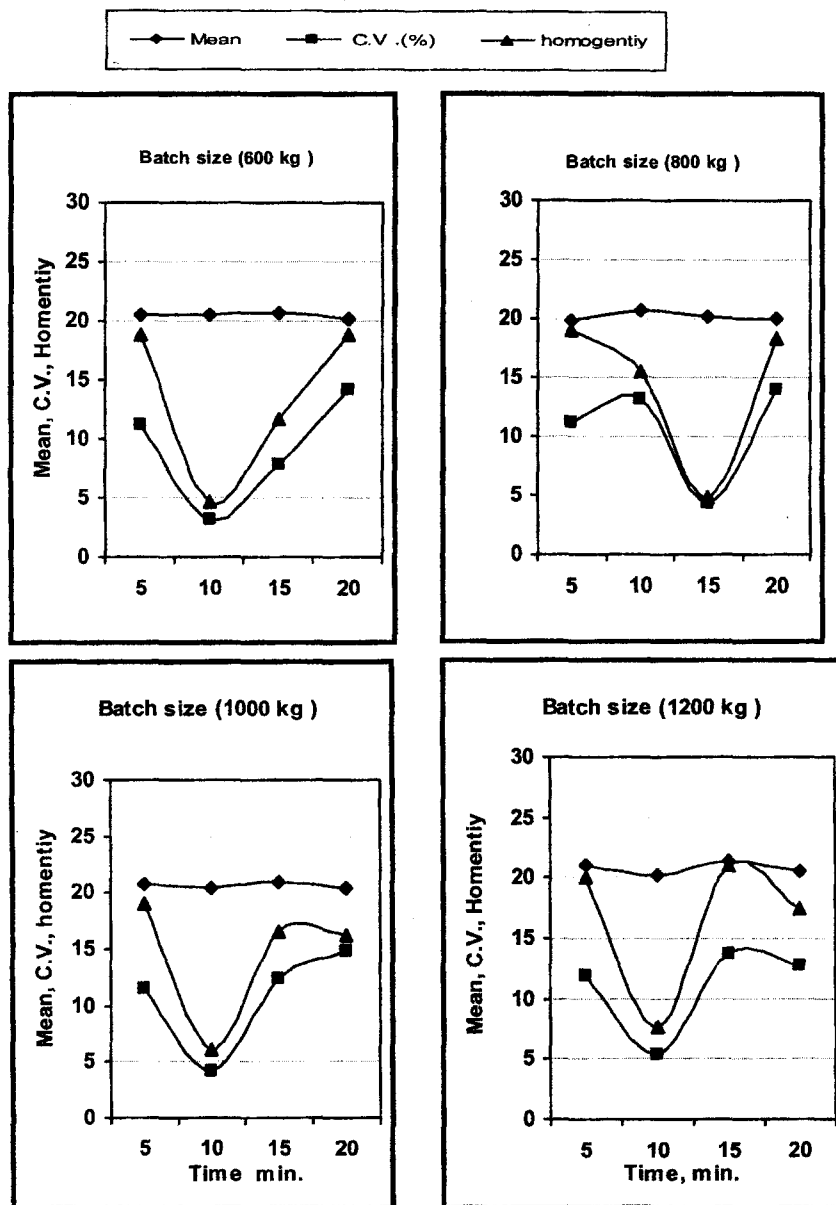 Mean C.V .(%) homogentiy
Batch size (600 kg )
30
25
20
15
10
5
0
Mean, C.V., Homentiy
5 10 15 20
Batch size (800 kg )
30
25
20
15
10
5
0
5 10 15 20
Batch size (1000 kg )
30
25
20
15
10
5
0
Mean, C.V., homentiy
5 10 15 20
Time min.
Batch size (1200 kg )
30
25
20
15
10
5
0
Mean, C.V., Homentiy
5 10 15 20
Time, min.